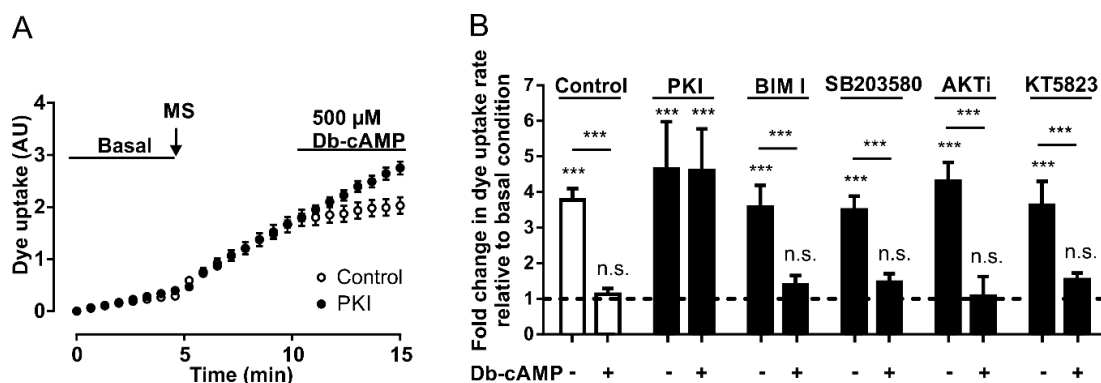 A
Dye uptake (AU)
4
3
2
1
0
Basal
MS
500 µM
Db-cAMP
Control
PKI
0
5
10
15
Time (min)
B
Fold change in dye uptake rate
relative to basal condition
7
6
5
4
3
2
1
0
Control
PKI
BIM I
SB203580
AKTi
KT5823
***
***
n.s.
***
***
***
***
n.s.
***
***
n.s.
***
***
n.s.
***
***
n.s.
Db-cAMP - + - + - + - + - + - +